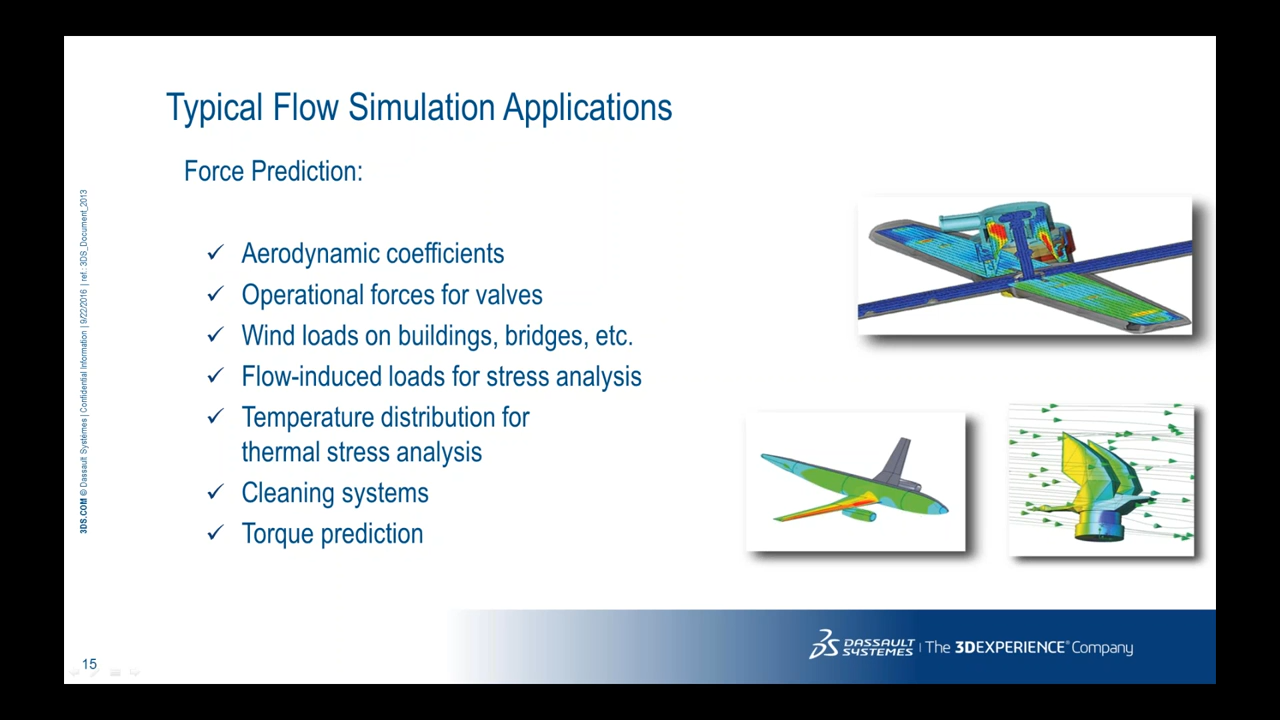 Typical Flow Simulation Applications
Force Prediction:
✓ Aerodynamic coefficients
✓ Operational forces for valves
✓ Wind loads on buildings, bridges, etc.
✓ Flow-induced loads for stress analysis
✓ Temperature distribution for
thermal stress analysis
✓ Cleaning systems
✓ Torque prediction
3DS.COM © Dassault Systèmes | Confidential Information | 9/22/2016 | ref.: 3DS_Document_2013
15
3S DASSAULT
SYSTEMES | The 3DEXPERIENCE® Company